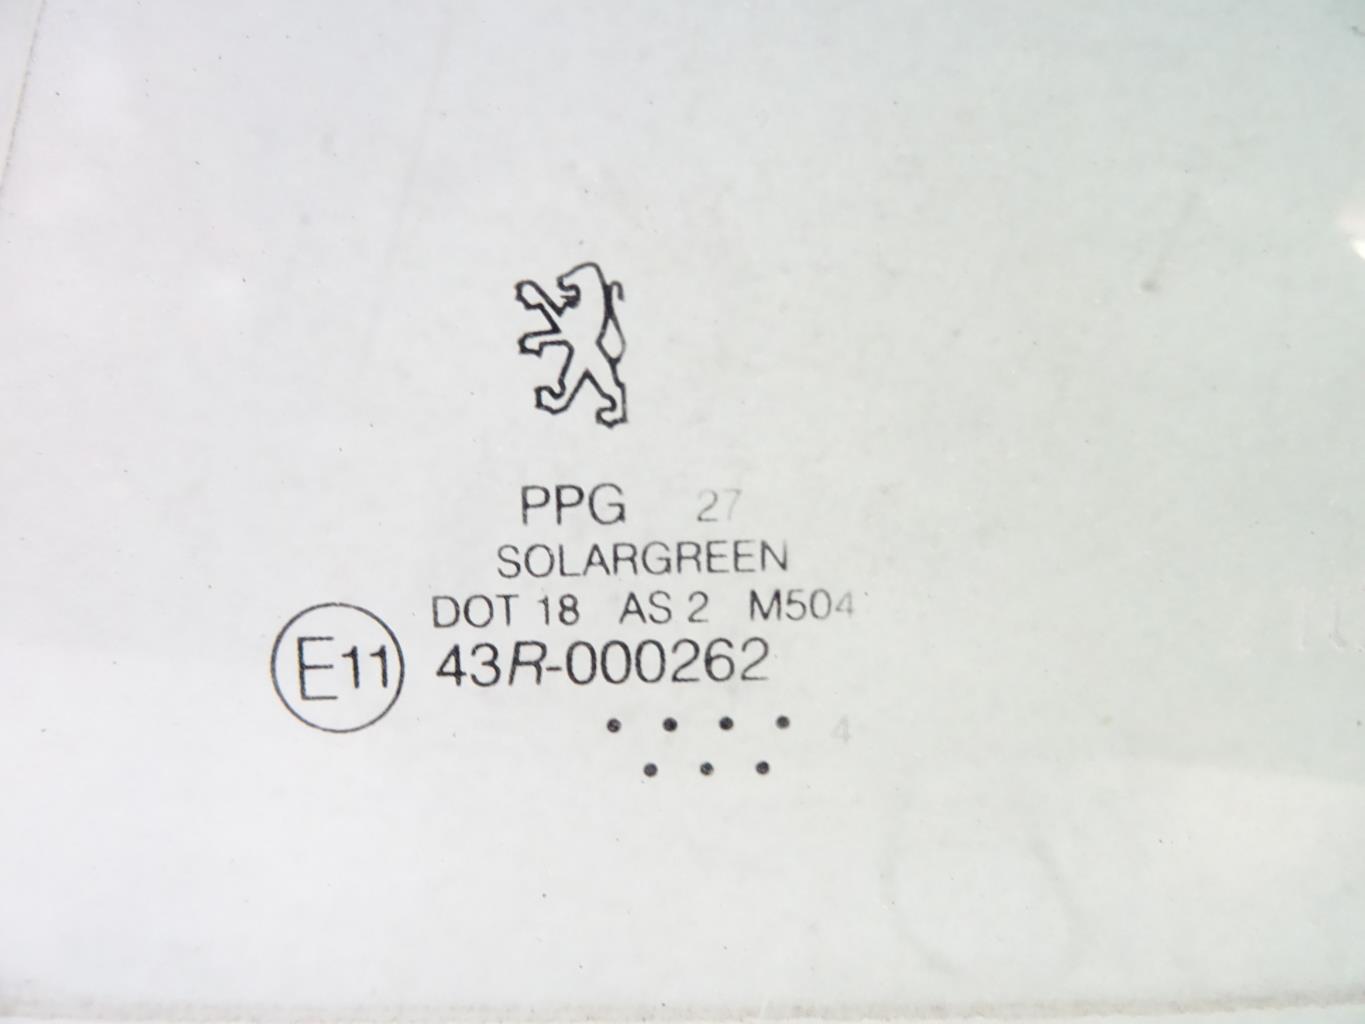 PPG 27
SOLARGREEN
DOT 18 AS 2 M504
E11 43R-000262
4